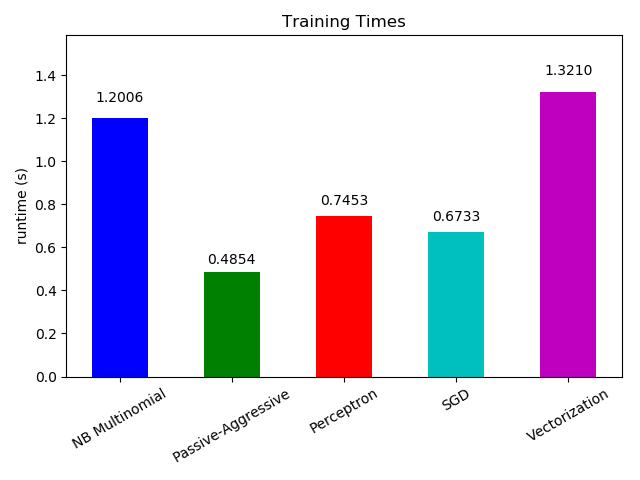 Training Times
runtime (s)
1.4
1.2
1.0
0.8
0.6
0.4
0.2
0.0
1.2006
0.4854
0.7453
0.6733
1.3210
NB Multinomial
Passive-Aggressive
Perceptron
SGD
Vectorization